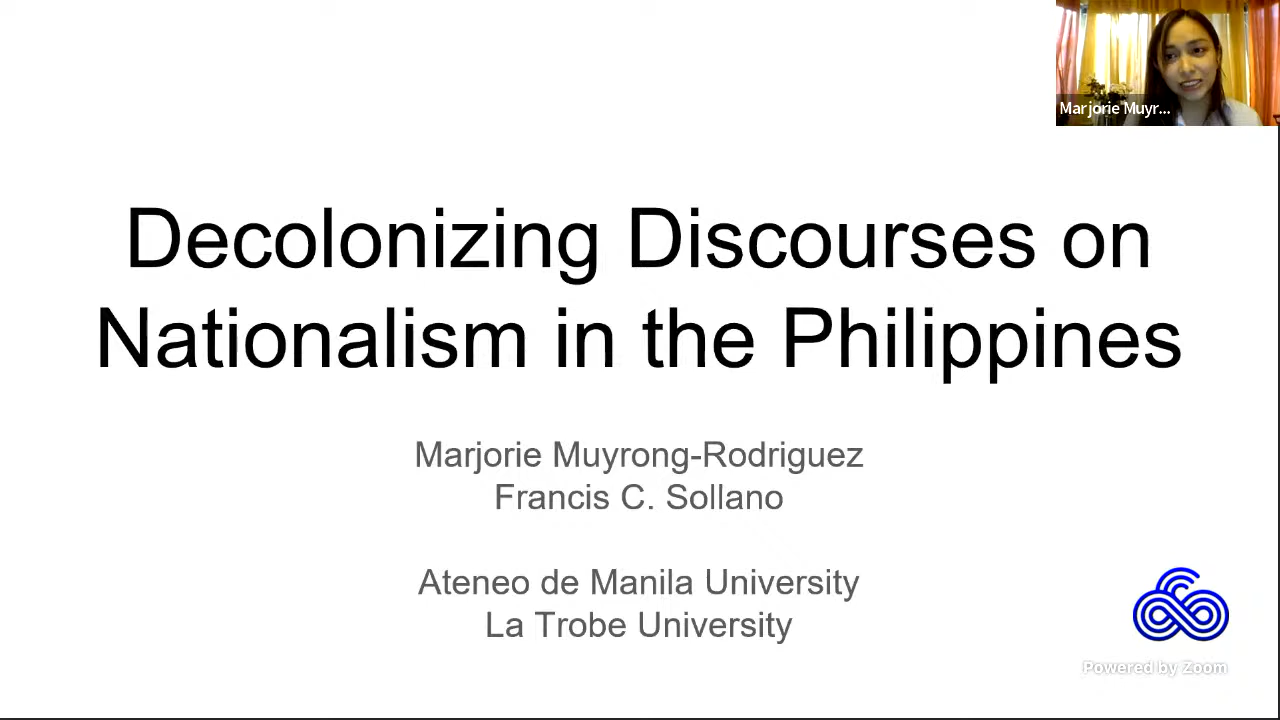 Marjorie Muyr...
Decolonizing Discourses on
Nationalism in the Philippines
Marjorie Muyrong-Rodriguez
Francis C. Sollano
Ateneo de Manila University
La Trobe University
Powered by Zoom